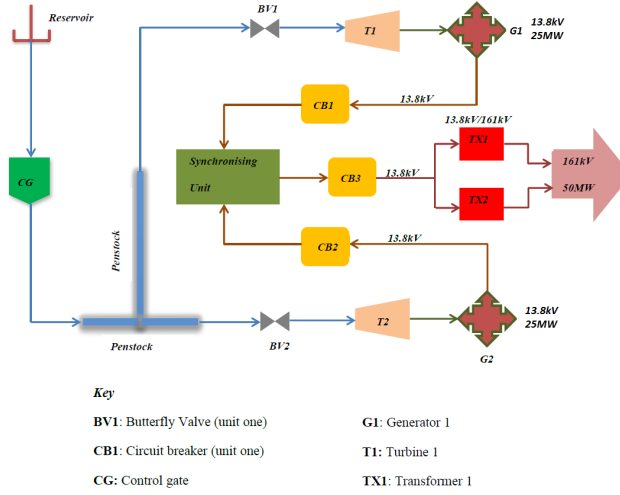 Reservoir
BV1
T1
G1
13.8kV
25MW
CB1
13.8kV
13.8kV/161kV
TX1
CG
Synchronising
Unit
CB3
13.8kV
161kV
50MW
TX2
Penstock
CB2
13.8kV
Penstock
BV2
T2
13.8kV
25MW
G2
Key
BV1: Butterfly Valve (unit one)
G1: Generator 1
CB1: Circuit breaker (unit one)
T1: Turbine 1
CG: Control gate
TX1: Transformer 1